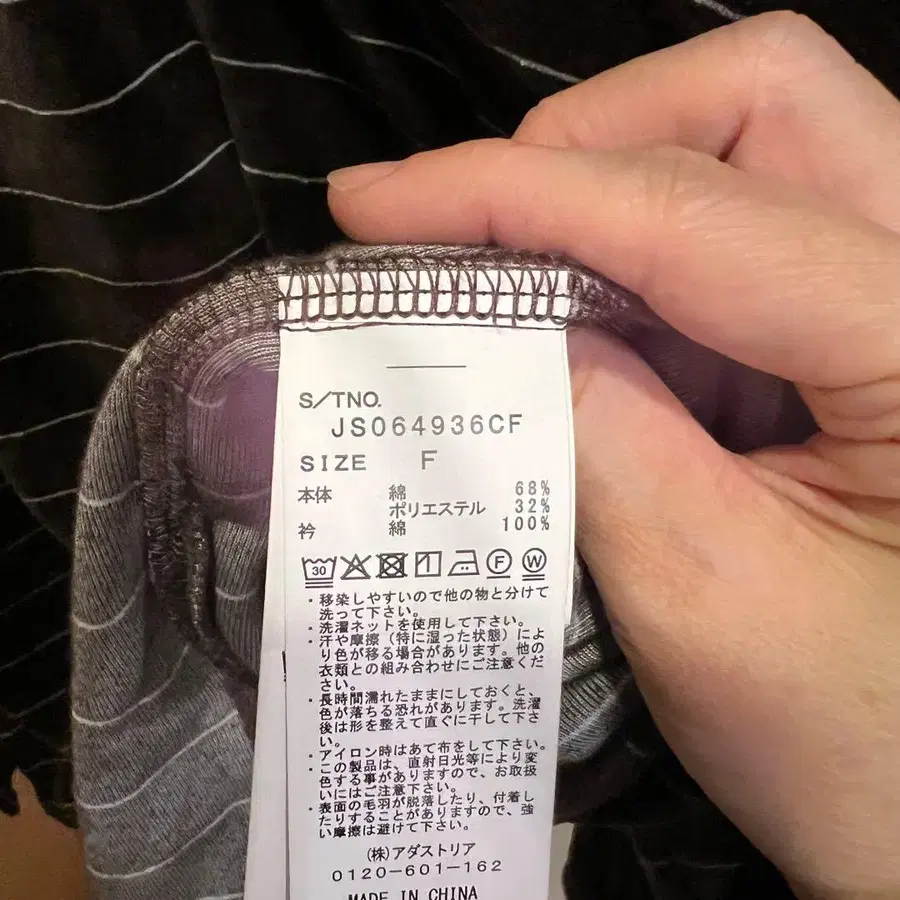 S/TNO.
JS064936CF
SIZE F
本体 綿 68%
ポリエステル 32%
衿 綿 100%
30 F W
・移染しやすいので他の物と分けて
洗って下さい。
・洗濯ネットを使用して下さい。
・汗や摩擦(特に湿った状態)によ
り色が移る場合があります。他の
衣類との組み合わせにご注意くだ
さい。
・長時間濡れたままにしておくと、
色が落ちる恐れがあります。洗濯
後は形を整えて直ぐに干して下さ
い。
・アイロン時はあて布をして下さい。
・この製品は、直射日光等により変
色する事がありますので、お取扱
いにはご注意下さい。
・表面の毛羽が脱落したり、付着し
たりすることがありますので、強
い摩擦は避けて下さい。
(株)アダストリア
0120-601-162
MADE IN CHINA